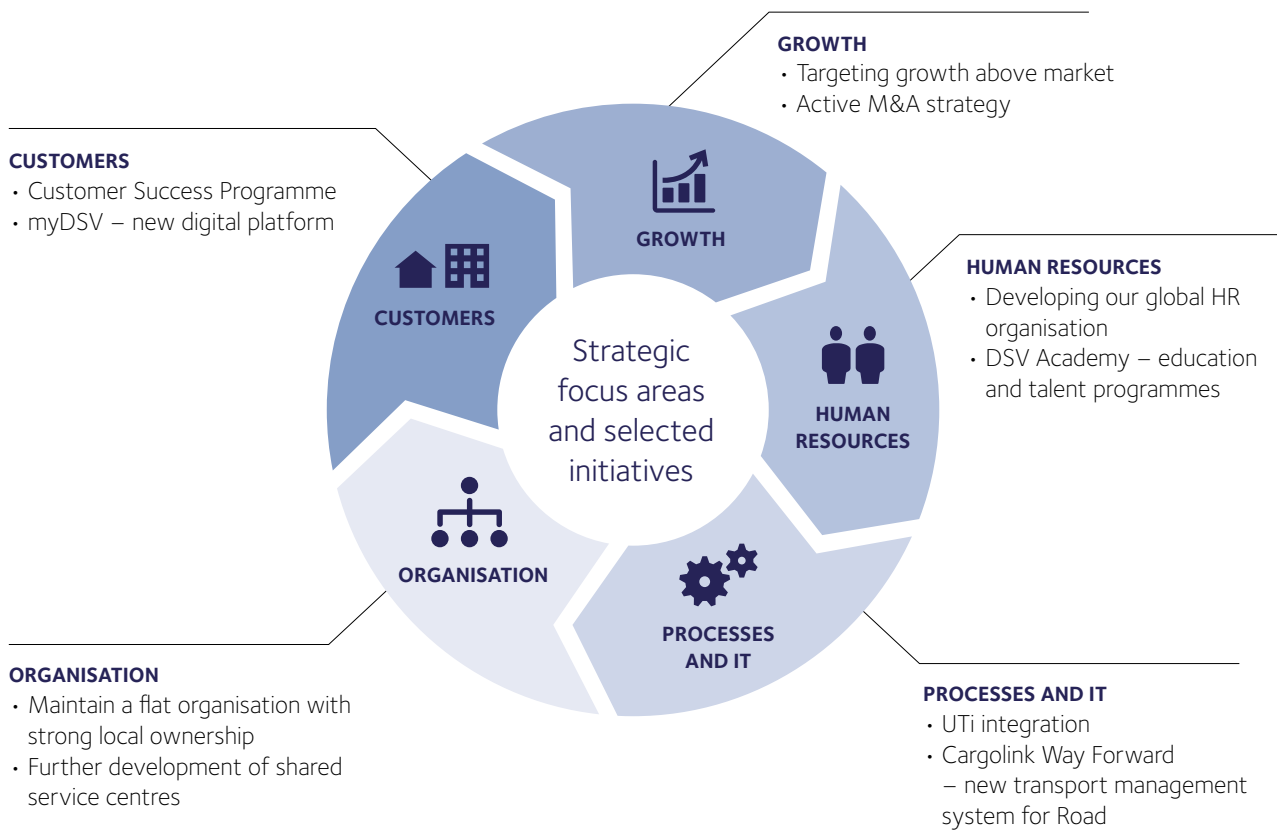 GROWTH
• Targeting growth above market
• Active M&A strategy
CUSTOMERS
• Customer Success Programme
• myDSV – new digital platform
HUMAN RESOURCES
• Developing our global HR
organisation
• DSV Academy – education
and talent programmes
GROWTH
CUSTOMERS
HUMAN
RESOURCES
Strategic
focus areas
and selected
initiatives
ORGANISATION
PROCESSES
AND IT
ORGANISATION
• Maintain a flat organisation with
strong local ownership
• Further development of shared
service centres
PROCESSES AND IT
• UTi integration
• Cargolink Way Forward
– new transport management
system for Road